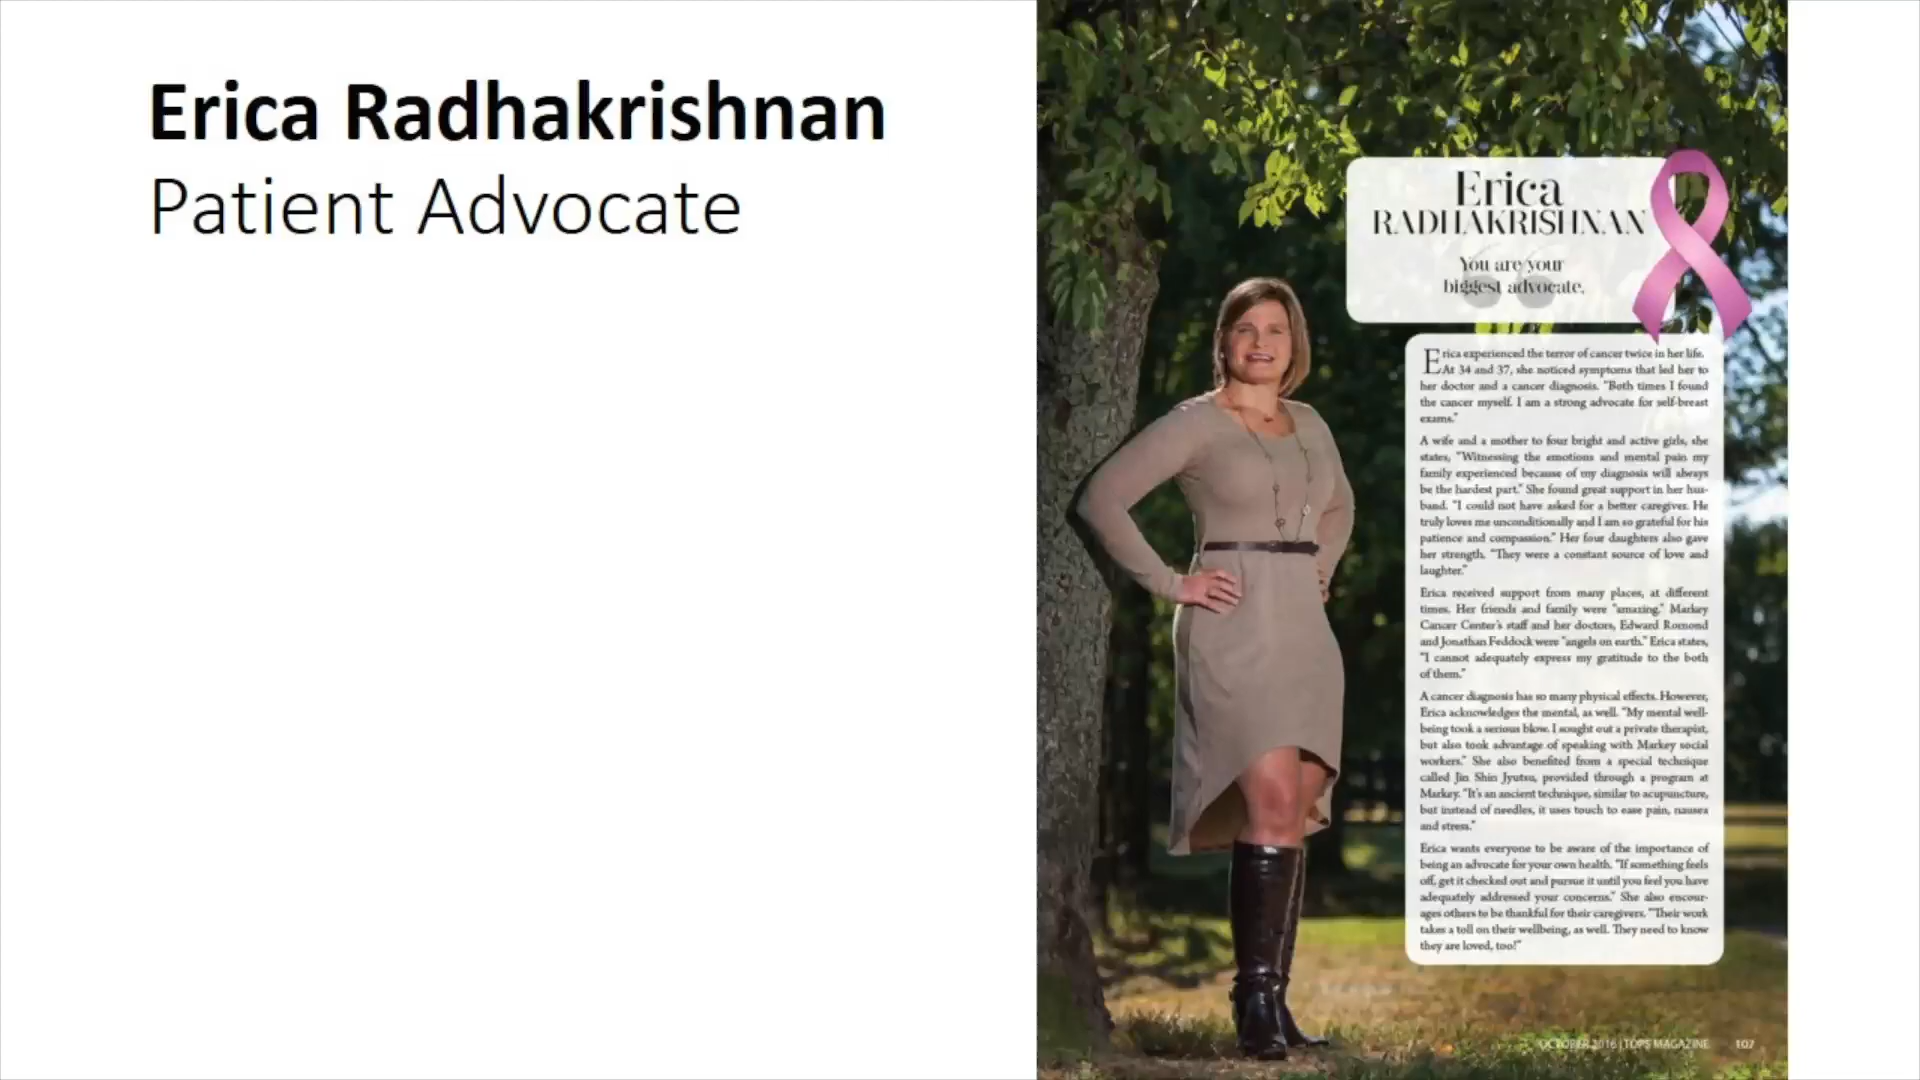 Erica Radhakrishnan
Patient Advocate
Erica
RADHAKRISHNAN
You are your
biggest advocate.
Erica experienced the terror of cancer twice in her life.
At 34 and 37, she noticed symptoms that led her to
her doctor and a cancer diagnosis. "Both times I found
the cancer myself. I am a strong advocate for self-breast
exams."
A wife and a mother to four bright and active girls, she
states, "Witnessing the emotions and mental pain my
family experienced because of my diagnosis will always
be the hardest part." She found great support in her hus-
band. "I could not have asked for a better caregiver. He
truly loves me unconditionally and I am so grateful for his
patience and compassion." Her four daughters also gave
her strength. "They were a constant source of love and
laughter."
Erica received support from many places, at different
times. Her friends and family were "amazing." Markey
Cancer Center's staff and her doctors, Edward Romond
and Jonathan Feddock were "angels on earth." Erica states,
"I cannot adequately express my gratitude to the both
of them."
A cancer diagnosis has so many physical effects. However,
Erica acknowledges the mental, as well. "My mental well-
being took a serious blow. I sought out a private therapist,
but also took advantage of speaking with Markey social
workers." She also benefited from a special technique
called Jin Shin Jyutsu, provided through a program at
Markey. "It's an ancient technique, similar to acupuncture,
but instead of needles, it uses touch to ease pain, nausea
and stress."
Erica wants everyone to be aware of the importance of
being an advocate for your own health. "If something feels
off, get it checked out and pursue it until you feel you have
adequately addressed your concerns." She also encour-
ages others to be thankful for their caregivers. "Their work
takes a toll on their wellbeing, as well. They need to know
they are loved, too!"
OCTOBER 2016 | TOPS MAGAZINE 107